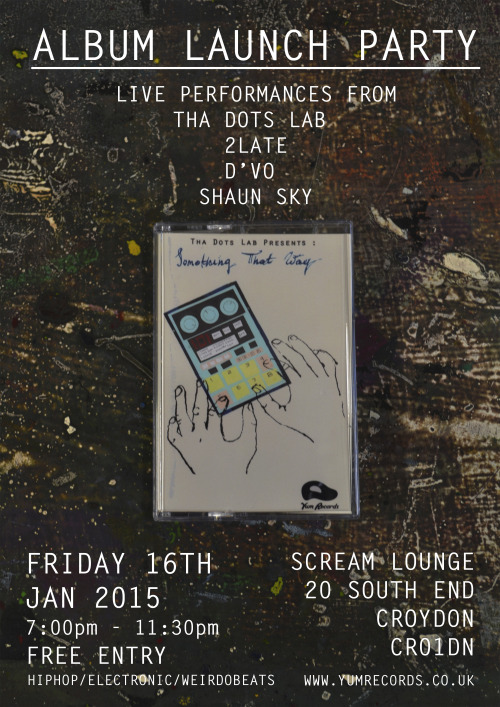 ALBUM LAUNCH PARTY
LIVE PERFORMANCES FROM
THA DOTS LAB
2LATE
D'VO
SHAUN SKY
THA DOTS LAB PRESENTS :
Something That Way
Yum Records
FRIDAY 16TH
JAN 2015
7:00pm - 11:30pm
FREE ENTRY
HIPHOP/ELECTRONIC/WEIRDOBEATS
SCREAM LOUNGE
20 SOUTH END
CROYDON
CR01DN
WWW.YUMRECORDS.CO.UK